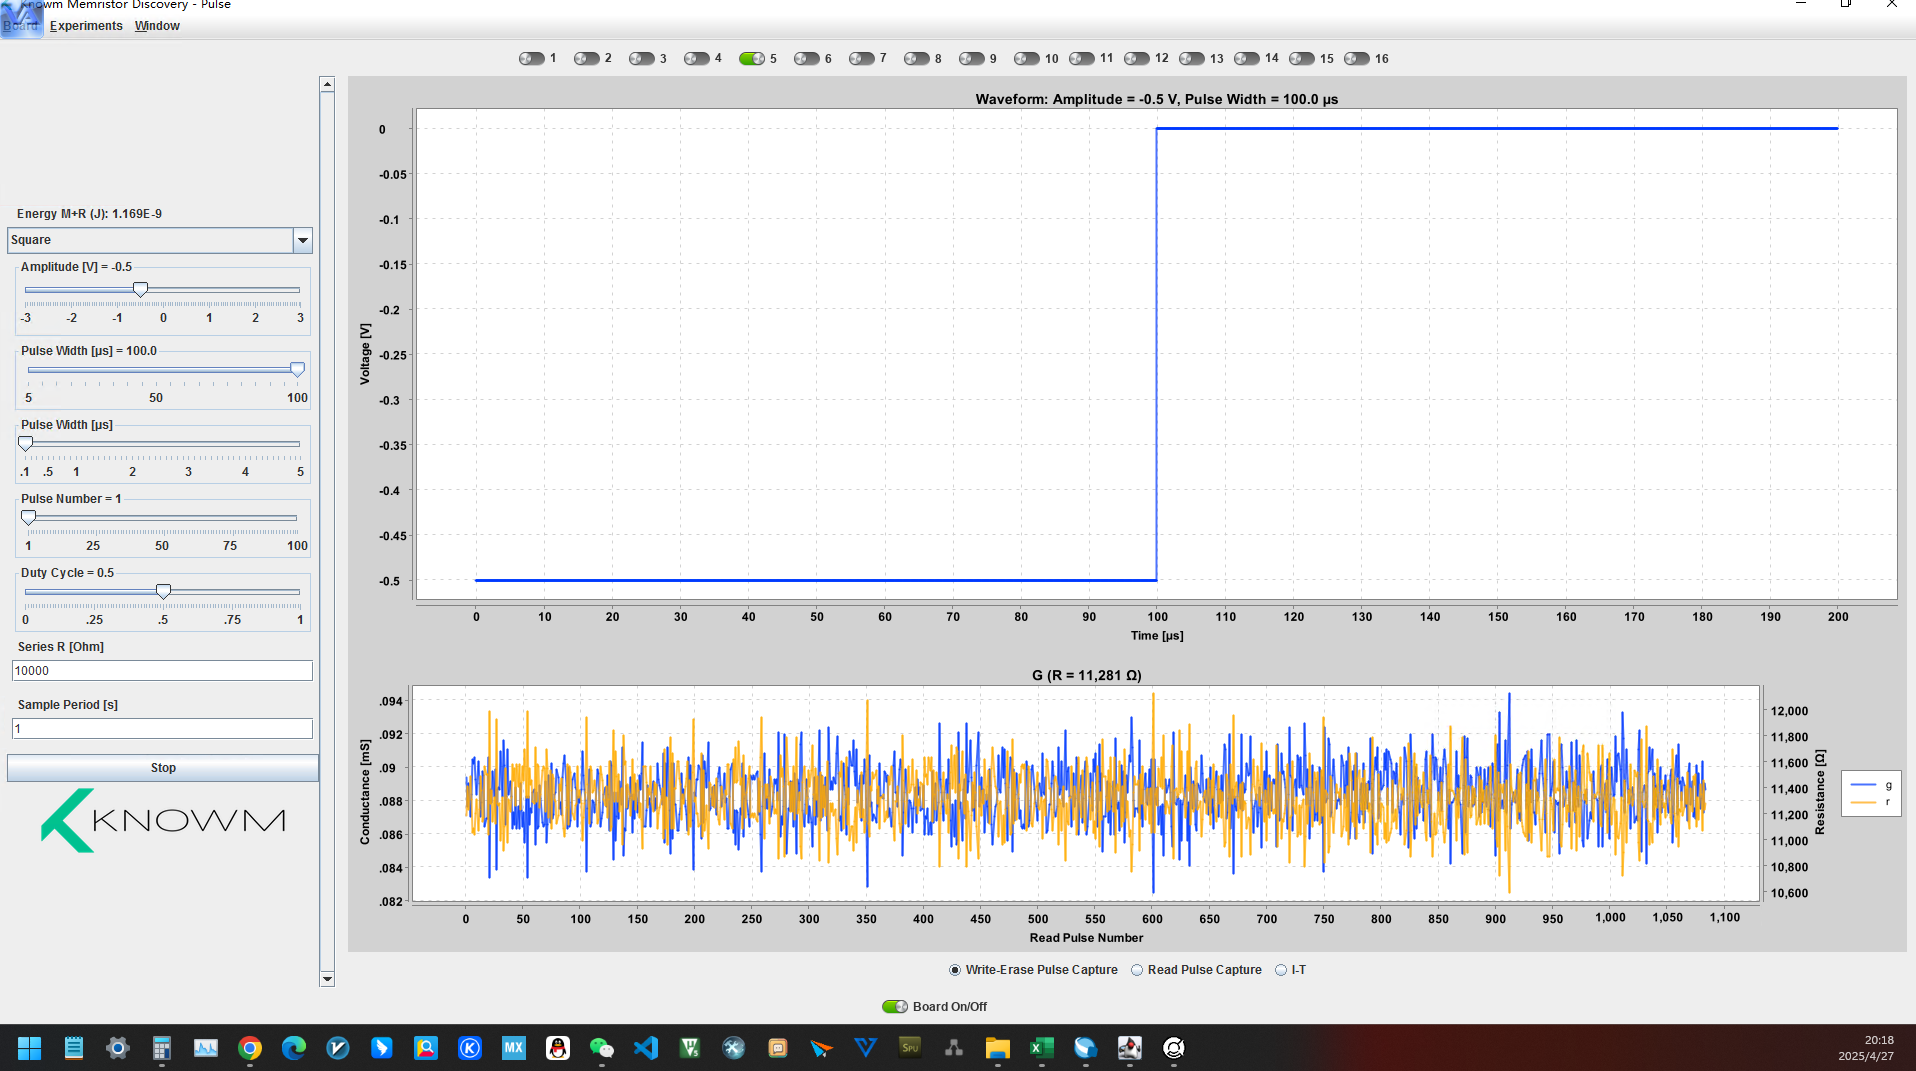 Knowm Memristor Discovery - Pulse
Board Experiments Window
1 2 3 4 5 6 7 8 9 10 11 12 13 14 15 16
Energy M+R (J): 1.169E-9
Square
Amplitude [V] = -0.5
-3 -2 -1 0 1 2 3
Pulse Width [µs] = 100.0
5 50 100
Pulse Width [µs]
.1 .5 1 2 3 4 5
Pulse Number = 1
1 25 50 75 100
Duty Cycle = 0.5
0 .25 .5 .75 1
Series R [Ohm]
10000
Sample Period [s]
1
Stop
KNOWM
Waveform: Amplitude = -0.5 V, Pulse Width = 100.0 µs
Voltage [V]
0
-0.05
-0.1
-0.15
-0.2
-0.25
-0.3
-0.35
-0.4
-0.45
-0.5
0 10 20 30 40 50 60 70 80 90 100 110 120 130 140 150 160 170 180 190 200
Time [µs]
G (R = 11,281 Ω)
Conductance [mS]
.094
.092
.09
.088
.086
.084
.082
12,000
11,800
11,600
11,400
11,200
11,000
10,800
10,600
Resistance [Ω]
g
r
0 50 100 150 200 250 300 350 400 450 500 550 600 650 700 750 800 850 900 950 1,000 1,050 1,100
Read Pulse Number
Write-Erase Pulse Capture Read Pulse Capture I-T
Board On/Off
MX
Spu
20:18
2025/4/27